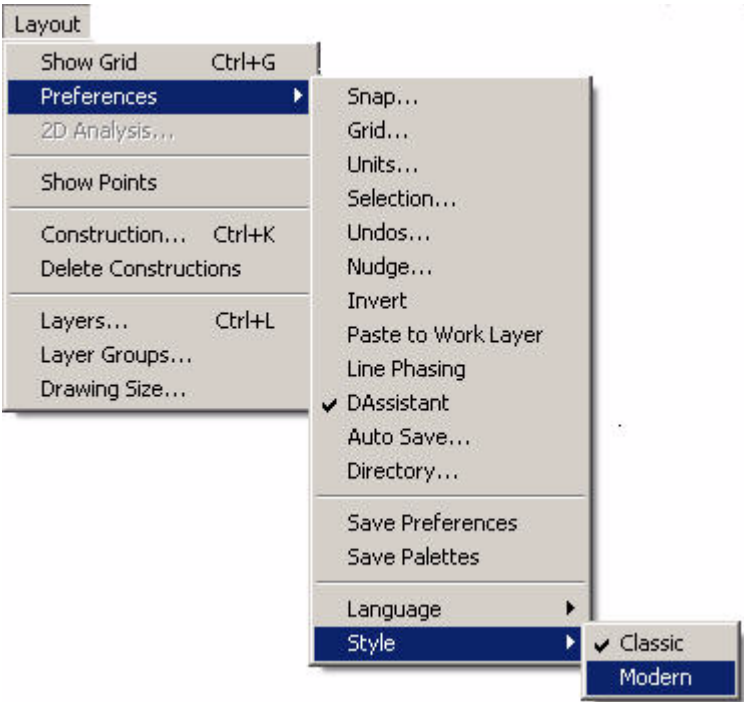 Layout
Show Grid Ctrl+G
Preferences
2D Analysis...
Show Points
Construction... Ctrl+K
Delete Constructions
Layers... Ctrl+L
Layer Groups...
Drawing Size...
Snap...
Grid...
Units...
Selection...
Undos...
Nudge...
Invert
Paste to Work Layer
Line Phasing
DAssistant
Auto Save...
Directory...
Save Preferences
Save Palettes
Language
Style
Classic
Modern